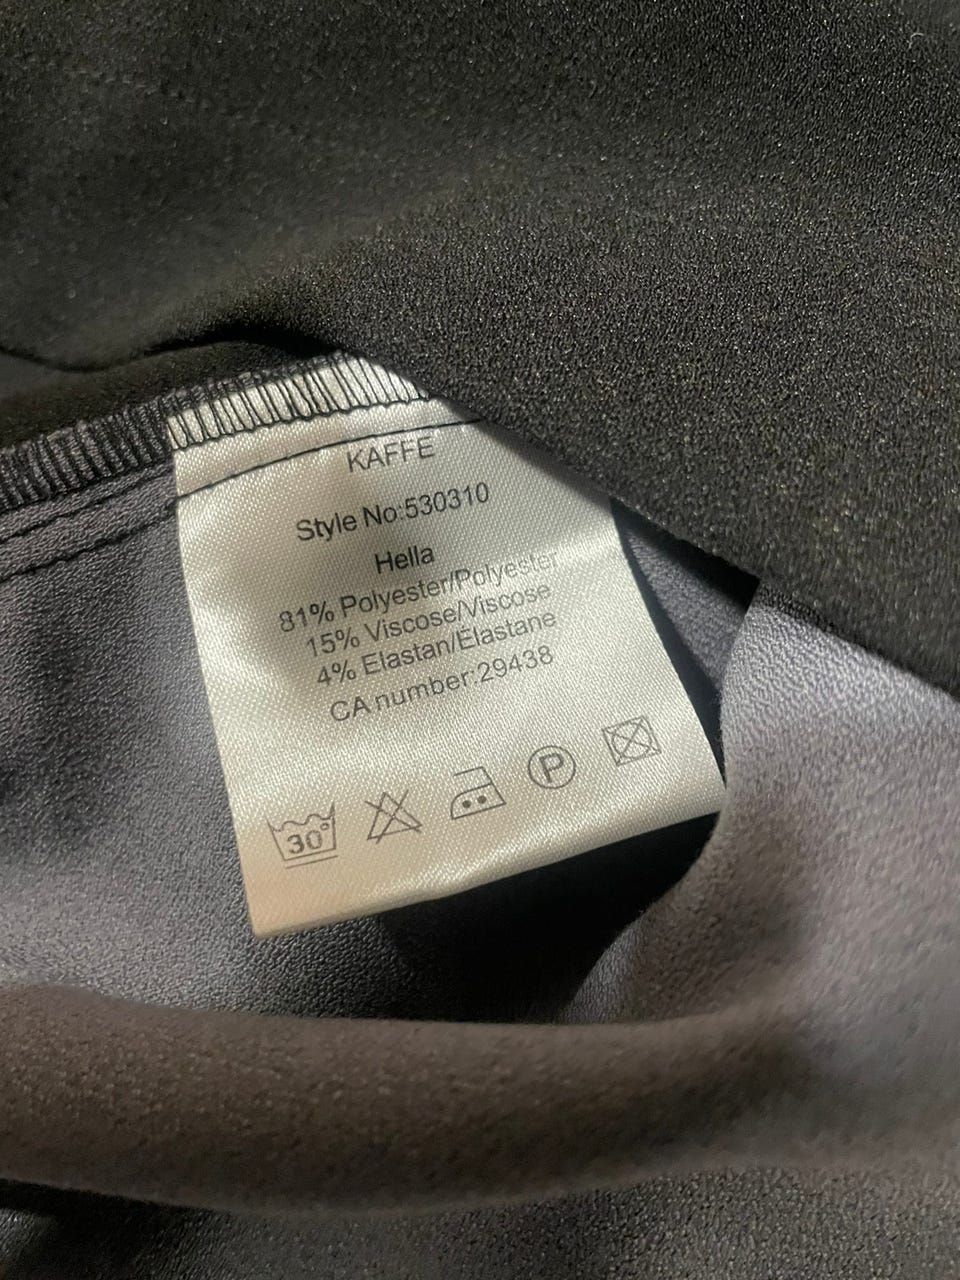 KAFFE
Style No:530310
Hella
81% Polyester/Polyester
15% Viscose/Viscose
4% Elastan/Élastane
CA number:29438
30°
P